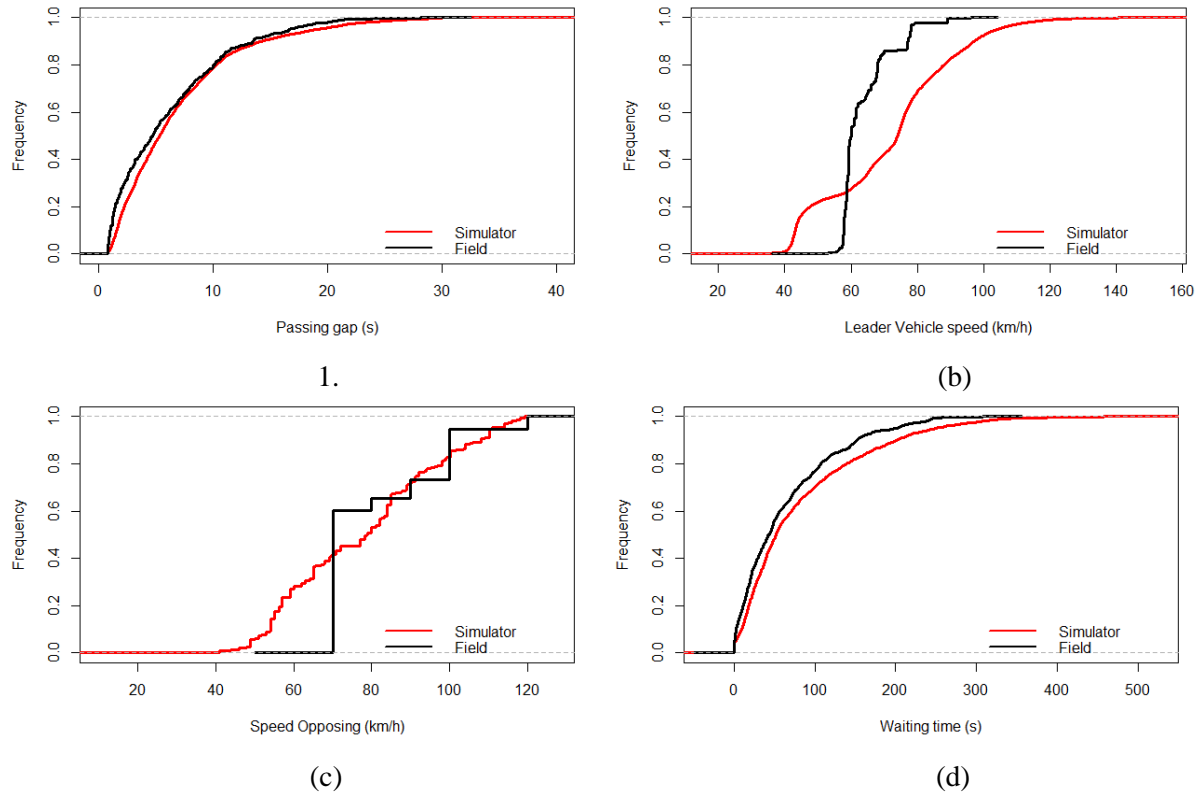 Frequency
0.0 0.2 0.4 0.6 0.8 1.0
Simulator
Field
0 10 20 30 40
Passing gap (s)
1.
Frequency
0.0 0.2 0.4 0.6 0.8 1.0
Simulator
Field
20 40 60 80 100 120 140 160
Leader Vehicle speed (km/h)
(b)
Frequency
0.0 0.2 0.4 0.6 0.8 1.0
Simulator
Field
20 40 60 80 100 120
Speed Opposing (km/h)
(c)
Frequency
0.0 0.2 0.4 0.6 0.8 1.0
Simulator
Field
0 100 200 300 400 500
Waiting time (s)
(d)